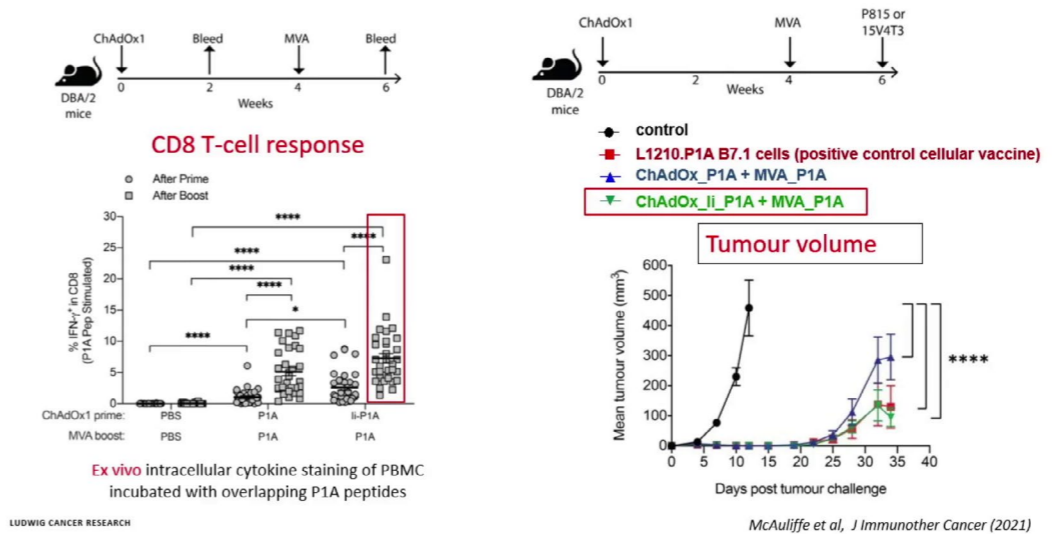 ChAdOx1
Bleed
MVA
Bleed
DBA/2
mice
0
2
4
6
Weeks
CD8 T-cell response
After Prime
After Boost
****
****
****
****
****
*
****
% IFN-γ+ in CD8
(P1A Pep Stimulated)
30
25
20
15
10
5
0
ChAdOx1 prime: PBS P1A Ii-P1A
MVA boost: PBS P1A P1A
Ex vivo intracellular cytokine staining of PBMC
incubated with overlapping P1A peptides
LUDWIG CANCER RESEARCH
ChAdOx1
MVA
P815 or
15V4T3
DBA/2
mice
0
2
4
6
Weeks
control
L1210.P1A B7.1 cells (positive control cellular vaccine)
ChAdOx_P1A + MVA_P1A
ChAdOx_Ii_P1A + MVA_P1A
Tumour volume
Mean tumour volume (mm³)
600
500
400
300
200
100
0
****
0 5 10 15 20 25 30 35 40
Days post tumour challenge
McAuliffe et al, J Immunother Cancer (2021)